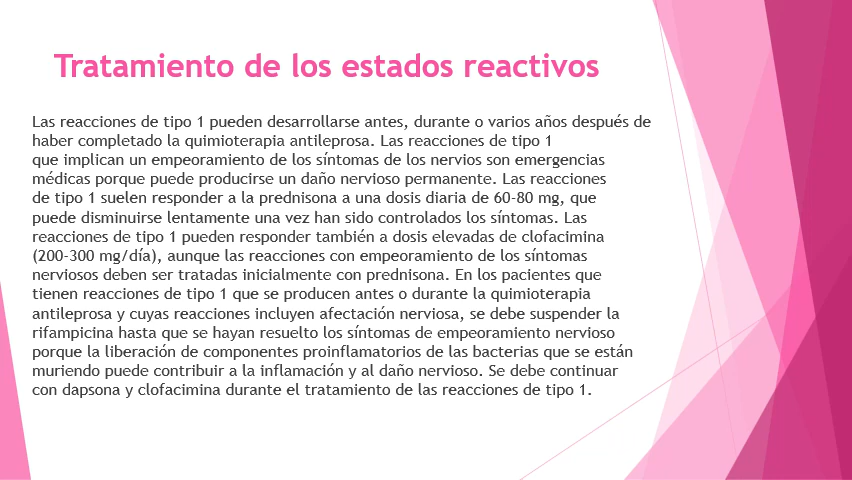 Tratamiento de los estados reactivos
Las reacciones de tipo 1 pueden desarrollarse antes, durante o varios años después de
haber completado la quimioterapia antileprosa. Las reacciones de tipo 1
que implican un empeoramiento de los síntomas de los nervios son emergencias
médicas porque puede producirse un daño nervioso permanente. Las reacciones
de tipo 1 suelen responder a la prednisona a una dosis diaria de 60-80 mg, que
puede disminuirse lentamente una vez han sido controlados los síntomas. Las
reacciones de tipo 1 pueden responder también a dosis elevadas de clofacimina
(200-300 mg/día), aunque las reacciones con empeoramiento de los síntomas
nerviosos deben ser tratadas inicialmente con prednisona. En los pacientes que
tienen reacciones de tipo 1 que se producen antes o durante la quimioterapia
antileprosa y cuyas reacciones incluyen afectación nerviosa, se debe suspender la
rifampicina hasta que se hayan resuelto los síntomas de empeoramiento nervioso
porque la liberación de componentes proinflamatorios de las bacterias que se están
muriendo puede contribuir a la inflamación y al daño nervioso. Se debe continuar
con dapsona y clofacimina durante el tratamiento de las reacciones de tipo 1.